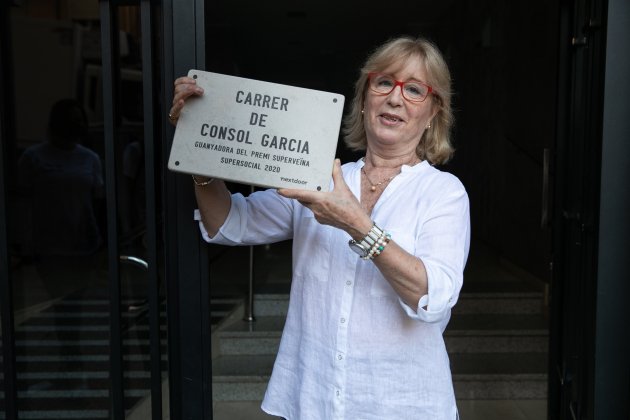 CARRER
DE
CONSOL GARCIA
GUANYADORA DEL PREMI SUPERVEÏNA
SUPERSOCIAL 2020
nextdoor